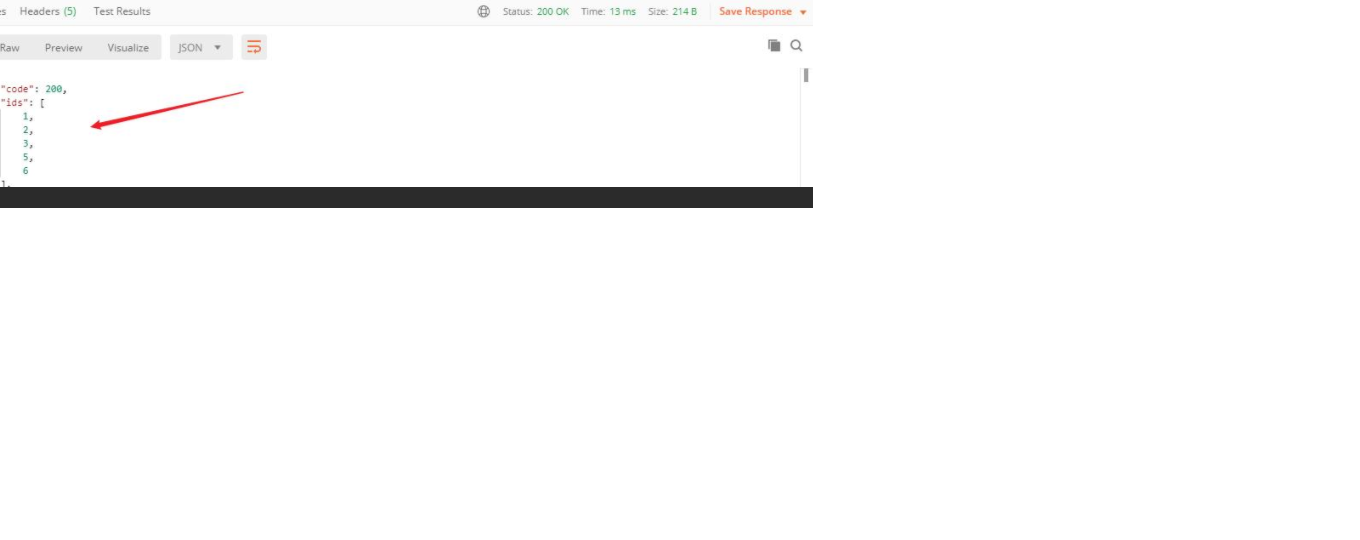 Headers (5) Test Results Status: 200 OK Time: 13 ms Size: 214 B Save Response
Raw Preview Visualize JSON
"code": 200,
"ids": [
1,
2,
3,
5,
6
],